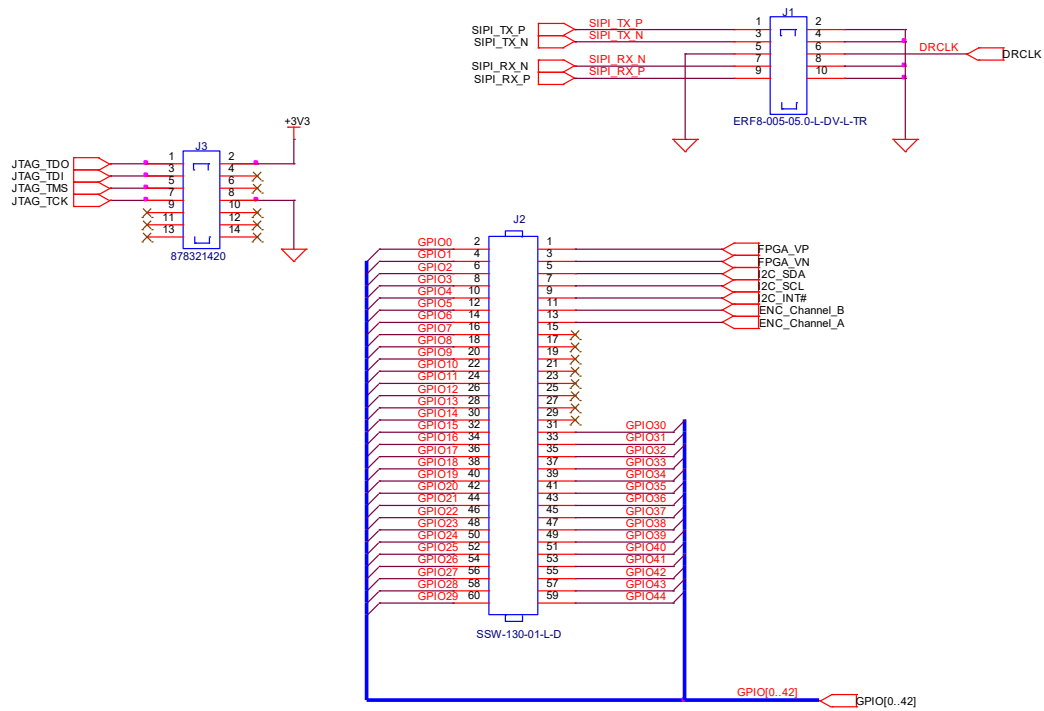 J1
SIPI_TX_P SIPI_TX_P 1 2
SIPI_TX_N SIPI_TX_N 3 4
5 6 DRCLK DRCLK
SIPI_RX_N SIPI_RX_N 7 8
SIPI_RX_P SIPI_RX_P 9 10
ERF8-005-05.0-L-DV-L-TR
+3V3
J3
JTAG_TDO 1 2
JTAG_TDI 3 4
JTAG_TMS 5 6
JTAG_TCK 7 8
9 10
11 12
13 14
878321420
J2
GPIO0 2 1 FPGA_VP
GPIO1 4 3 FPGA_VN
GPIO2 6 5 I2C_SDA
GPIO3 8 7 I2C_SCL
GPIO4 10 9 I2C_INT#
GPIO5 12 11 ENC_Channel_B
GPIO6 14 13 ENC_Channel_A
GPIO7 16 15
GPIO8 18 17
GPIO9 20 19
GPIO10 22 21
GPIO11 24 23
GPIO12 26 25
GPIO13 28 27
GPIO14 30 29
GPIO15 32 31 GPIO30
GPIO16 34 33 GPIO31
GPIO17 36 35 GPIO32
GPIO18 38 37 GPIO33
GPIO19 40 39 GPIO34
GPIO20 42 41 GPIO35
GPIO21 44 43 GPIO36
GPIO22 46 45 GPIO37
GPIO23 48 47 GPIO38
GPIO24 50 49 GPIO39
GPIO25 52 51 GPIO40
GPIO26 54 53 GPIO41
GPIO27 56 55 GPIO42
GPIO28 58 57 GPIO43
GPIO29 60 59 GPIO44
SSW-130-01-L-D
GPIO[0..42] GPIO[0..42]